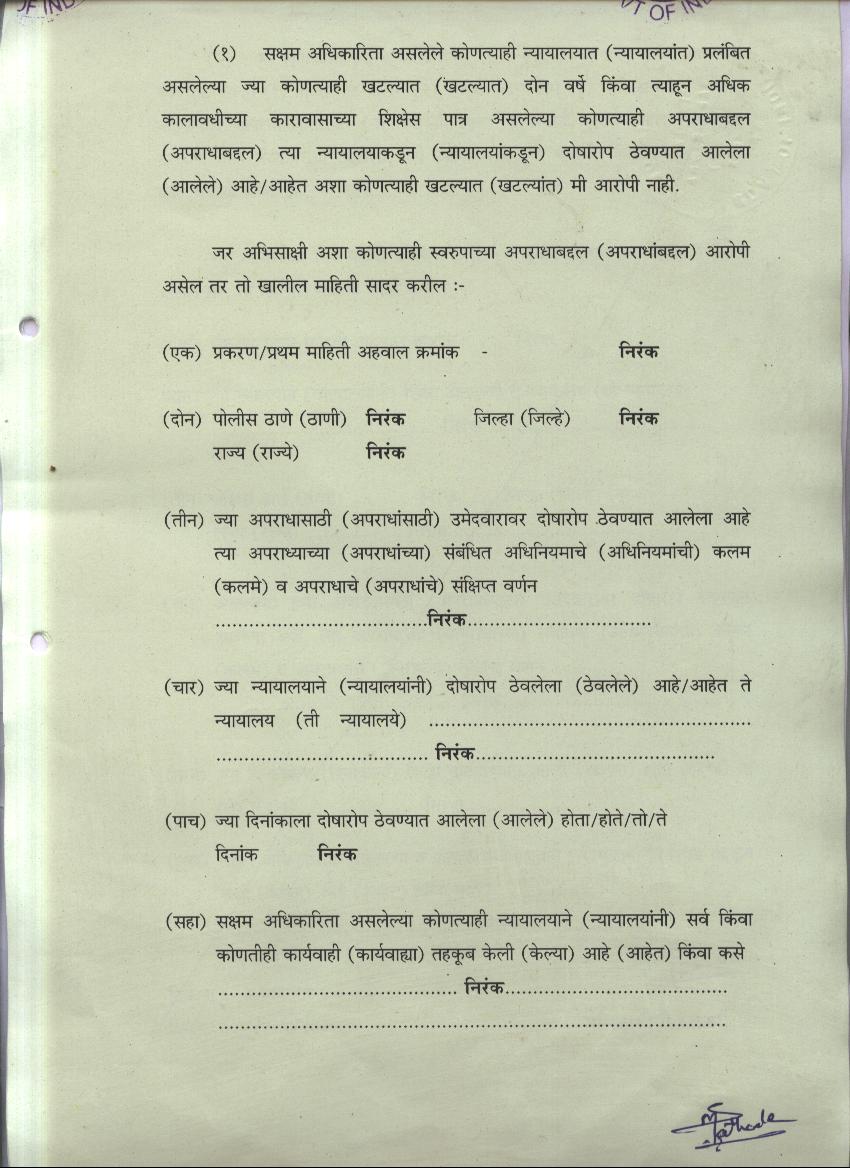 OF IND
VT OF IN
(१) सक्षम अधिकारिता असलेले कोणत्याही न्यायालयात (न्यायालयांत) प्रलंबित
असलेल्या ज्या कोणत्याही खटल्यात (खटल्यात) दोन वर्षे किंवा त्याहून अधिक
कालावधीच्या कारावासाच्या शिक्षेस पात्र असलेल्या कोणत्याही अपराधाबद्दल
(अपराधाबद्दल) त्या न्यायालयाकडून (न्यायालयांकडून) दोषारोप ठेवण्यात आलेला
(आलेले) आहे/आहेत अशा कोणत्याही खटल्यात (खटल्यांत) मी आरोपी नाही.
जर अभिसाक्षी अशा कोणत्याही स्वरुपाच्या अपराधाबद्दल (अपराधांबद्दल) आरोपी
असेल तर तो खालील माहिती सादर करील :-
(एक) प्रकरण/प्रथम माहिती अहवाल क्रमांक - निरंक
(दोन) पोलीस ठाणे (ठाणी) निरंक जिल्हा (जिल्हे) निरंक
राज्य (राज्ये) निरंक
(तीन) ज्या अपराधासाठी (अपराधांसाठी) उमेदवारावर दोषारोप ठेवण्यात आलेला आहे
त्या अपराध्याच्या (अपराधांच्या) संबंधित अधिनियमाचे (अधिनियमांची) कलम
(कलमे) व अपराधाचे (अपराधांचे) संक्षिप्त वर्णन
......................................निरंक.................................
(चार) ज्या न्यायालयाने (न्यायालयांनी) दोषारोप ठेवलेला (ठेवलेले) आहे/आहेत ते
न्यायालय (ती न्यायालये) ..........................................................
...................................... निरंक...........................................
(पाच) ज्या दिनांकाला दोषारोप ठेवण्यात आलेला (आलेले) होता/होते/तो/ते
दिनांक निरंक
(सहा) सक्षम अधिकारिता असलेल्या कोणत्याही न्यायालयाने (न्यायालयांनी) सर्व किंवा
कोणतीही कार्यवाही (कार्यवाह्या) तहकूब केली (केल्या) आहे (आहेत) किंवा कसे
........................................... निरंक........................................
...........................................................................................